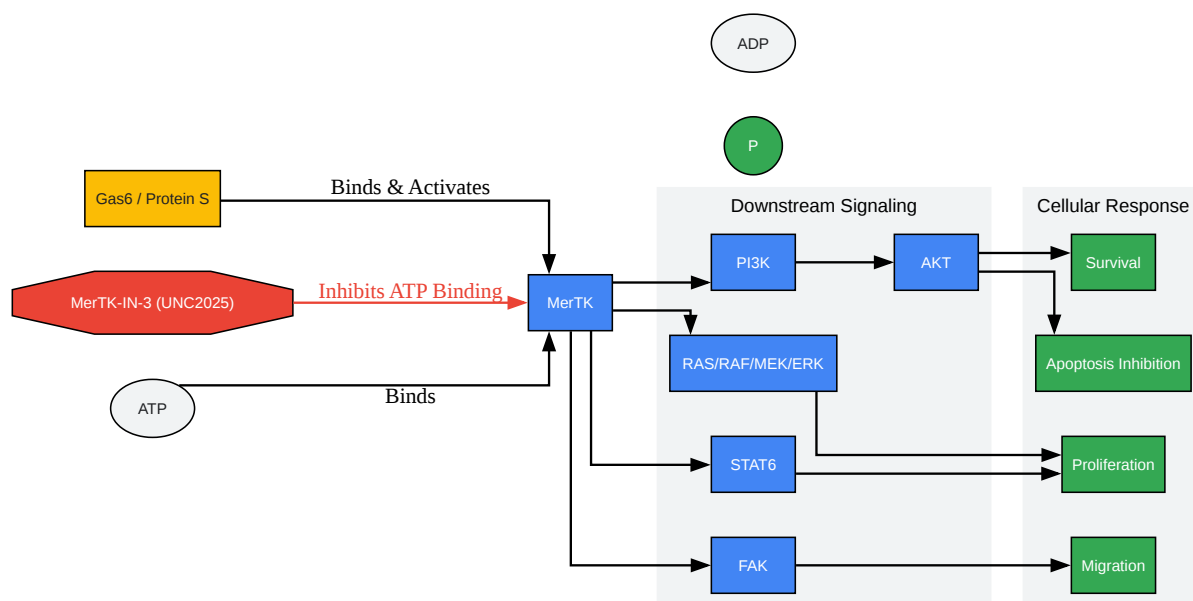 ADP
P
Gas6 / Protein S
Binds & Activates
Downstream Signaling
Cellular Response
PI3K
AKT
Survival
MerTK-IN-3 (UNC2025)
Inhibits ATP Binding
MerTK
RAS/RAF/MEK/ERK
Apoptosis Inhibition
ATP
Binds
STAT6
Proliferation
FAK
Migration